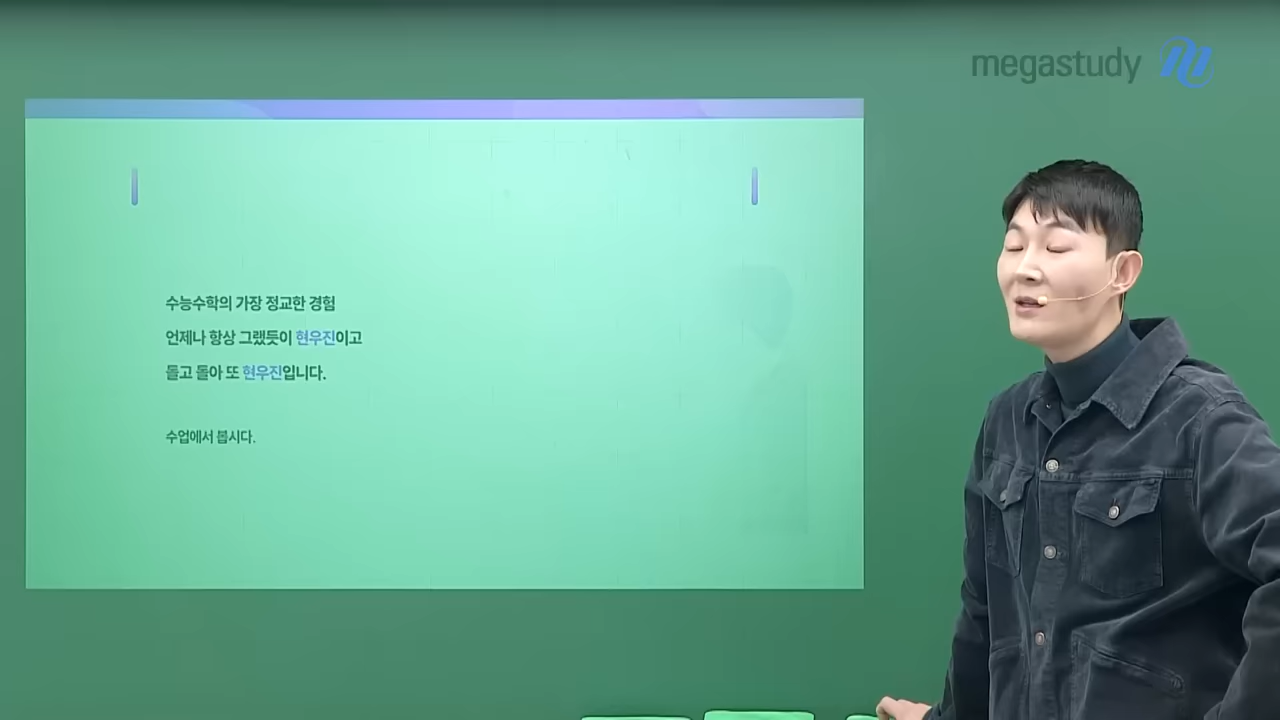 megastudy
수능수학의 가장 정교한 경험
언제나 항상 그랬듯이 현우진이고
돌고 돌아 또 현우진입니다.
수업에서 봅시다.